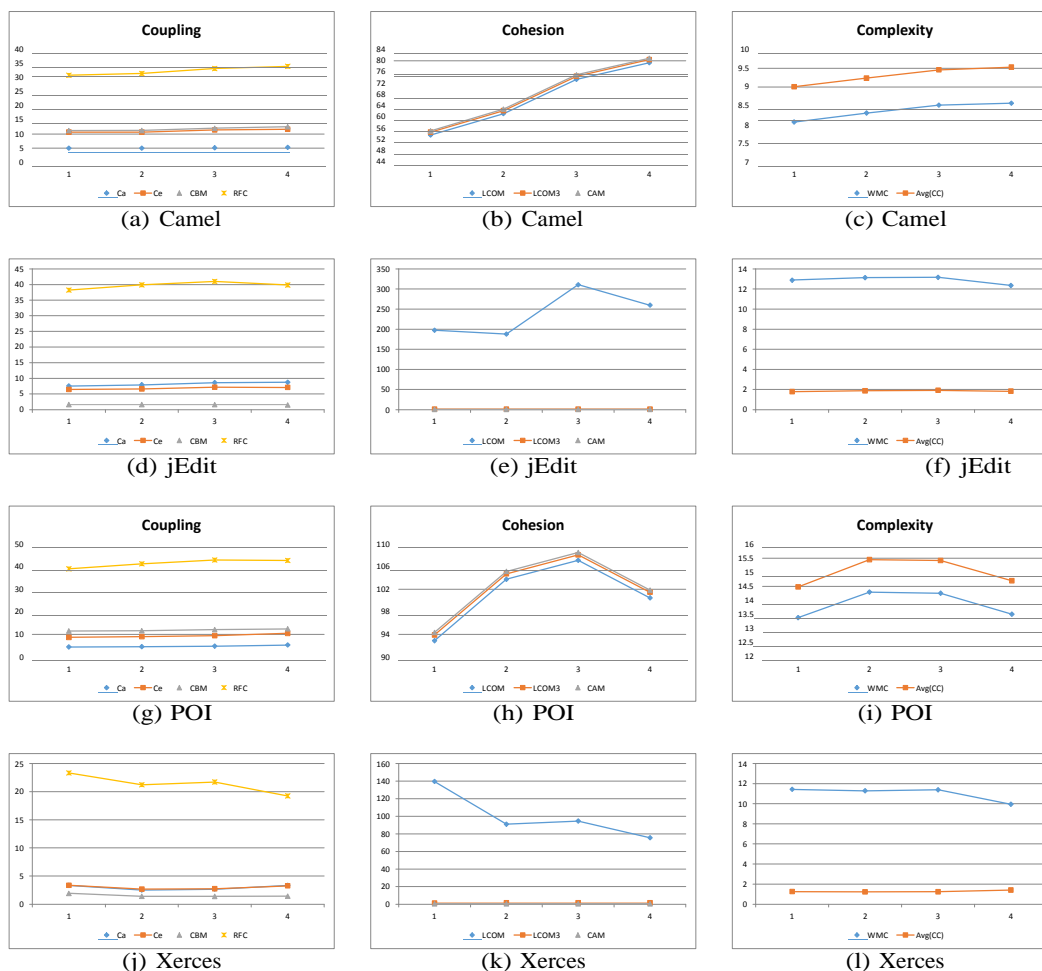 Coupling
40
35
30
25
20
15
10
5
0
1 2 3 4
Ca Ce CBM RFC
(a) Camel
Cohesion
84
80
76
72
68
64
60
56
52
48
44
1 2 3 4
LCOM LCOM3 CAM
(b) Camel
Complexity
10
9.5
9
8.5
8
7.5
7
1 2 3 4
WMC Avg(CC)
(c) Camel
45
40
35
30
25
20
15
10
5
0
1 2 3 4
Ca Ce CBM RFC
(d) jEdit
350
300
250
200
150
100
50
0
1 2 3 4
LCOM LCOM3 CAM
(e) jEdit
14
12
10
8
6
4
2
0
1 2 3 4
WMC Avg(CC)
(f) jEdit
Coupling
50
40
30
20
10
0
1 2 3 4
Ca Ce CBM RFC
(g) POI
Cohesion
110
106
102
98
94
90
1 2 3 4
LCOM LCOM3 CAM
(h) POI
Complexity
16
15.5
15
14.5
14
13.5
13
12.5
12
1 2 3 4
WMC Avg(CC)
(i) POI
25
20
15
10
5
0
1 2 3 4
Ca Ce CBM RFC
(j) Xerces
160
140
120
100
80
60
40
20
0
1 2 3 4
LCOM LCOM3 CAM
(k) Xerces
14
12
10
8
6
4
2
0
1 2 3 4
WMC Avg(CC)
(l) Xerces